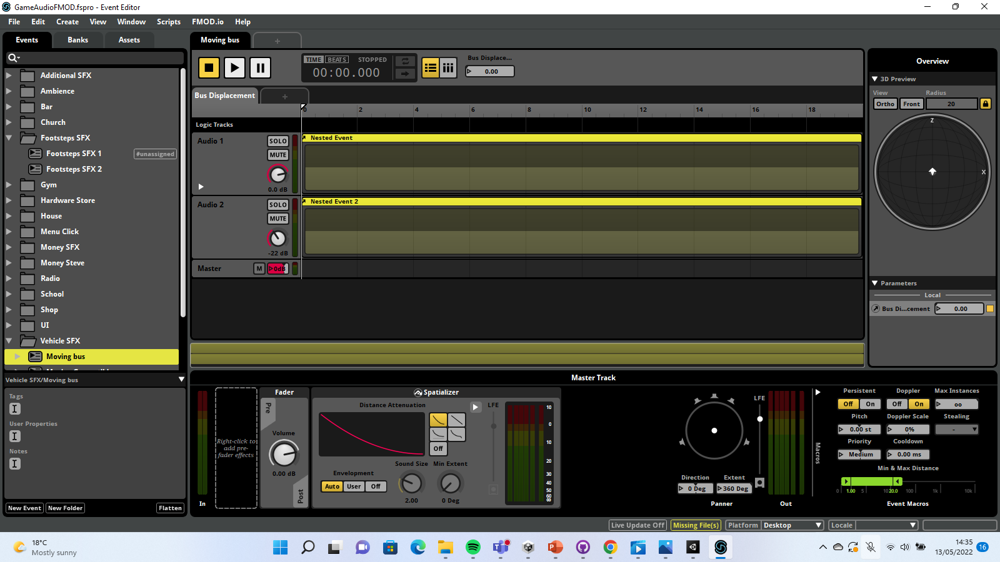 GameAudioFMOD.fspro - Event Editor
File Edit Create View Window Scripts FMOD.io Help
Events Banks Assets
Additional SFX
Ambience
Bar
Church
Footsteps SFX
Footsteps SFX 1 #unassigned
Footsteps SFX 2
Gym
Hardware Store
House
Menu Click
Money SFX
Money Steve
Radio
School
Shop
UI
Vehicle SFX
Moving bus
Vehicle SFX/Moving bus
Tags
User Properties
Notes
New Event New Folder Flatten
Moving bus +
TIME BEATS STOPPED
00:00.000
Bus Displace...
0.00
Bus Displacement +
0 2 4 6 8 10 12 14 16 18
Logic Tracks
Audio 1 SOLO
MUTE
0.0 dB
Nested Event
Audio 2 SOLO
MUTE
-22 dB
Nested Event 2
Master M 0dB
Overview
3D Preview
View Radius
Ortho Front 20
Z
X
Parameters
Local
Bus Di...cement 0.00
Master Track
In
Right-click to
add pre-
fader effects
Fader
Pre
Volume
0.00 dB
Post
Spatializer
Distance Attenuation
Off
Envelopment
Auto User Off
Sound Size Min Extent
2.00 0 Deg
LFE
10
0
10
20
30
40
50
60
∞
LFE
Direction Extent
0 Deg 360 Deg
Panner
Out
Macros
Persistent Doppler Max Instances
Off On Off On oo
Pitch Doppler Scale Stealing
0.00 st 0% -
Priority Cooldown
Medium 0.00 ms
Min & Max Distance
0 1.00 5 10 20.0 100 1k 10k
Event Macros
Live Update Off Missing File(s) Platform Desktop Locale
18°C
Mostly sunny
14:35
13/05/2022
16